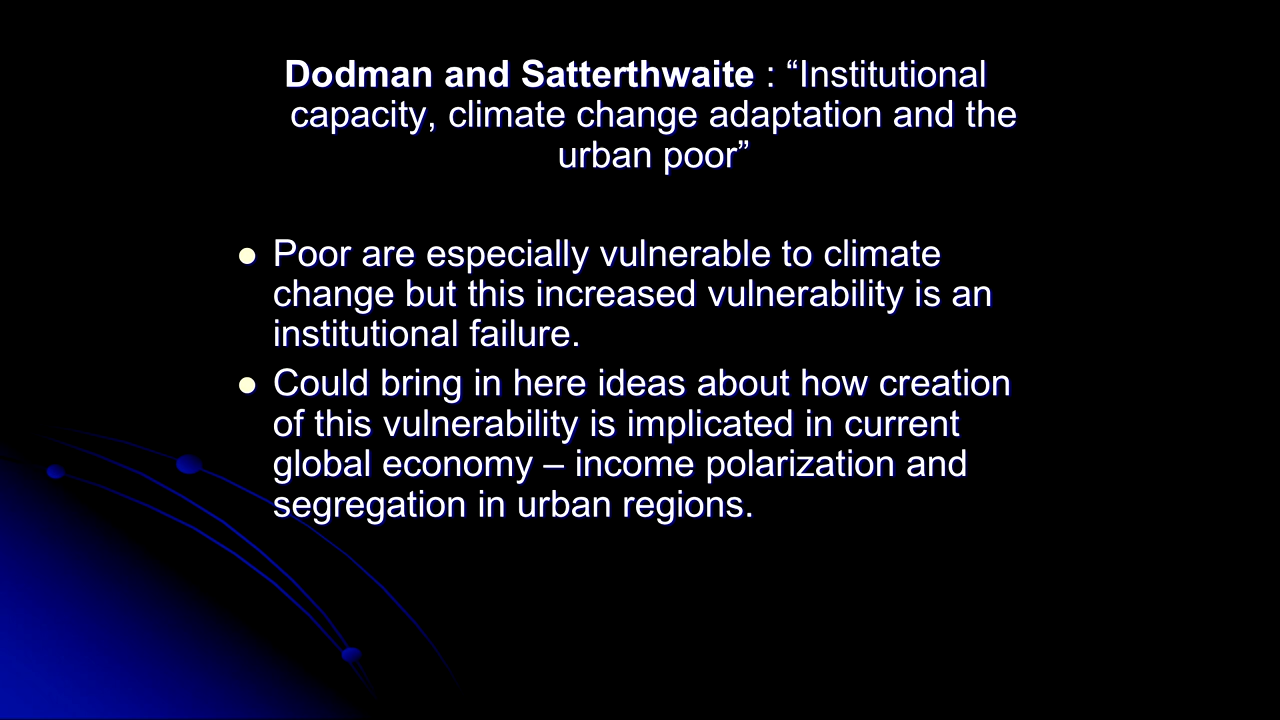 Dodman and Satterthwaite : “Institutional
capacity, climate change adaptation and the
urban poor”
● Poor are especially vulnerable to climate
change but this increased vulnerability is an
institutional failure.
● Could bring in here ideas about how creation
of this vulnerability is implicated in current
global economy – income polarization and
segregation in urban regions.